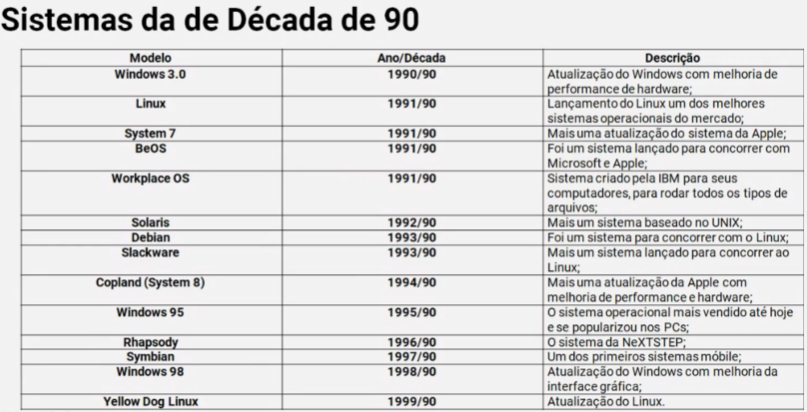 Sistemas da de Década de 90
Modelo Ano/Década Descrição
Windows 3.0 1990/90 Atualização do Windows com melhoria de
performance de hardware;
Linux 1991/90 Lançamento do Linux um dos melhores
sistemas operacionais do mercado;
System 7 1991/90 Mais uma atualização do sistema da Apple;
BeOS 1991/90 Foi um sistema lançado para concorrer com
Microsoft e Apple;
Workplace OS 1991/90 Sistema criado pela IBM para seus
computadores, para rodar todos os tipos de
arquivos;
Solaris 1992/90 Mais um sistema baseado no UNIX;
Debian 1993/90 Foi um sistema para concorrer com o Linux;
Slackware 1993/90 Mais um sistema lançado para concorrer ao
Linux;
Copland (System 8) 1994/90 Mais uma atualização da Apple com
melhoria de performance e hardware;
Windows 95 1995/90 O sistema operacional mais vendido até hoje
e se popularizou nos PCs;
Rhapsody 1996/90 O sistema da NeXTSTEP;
Symbian 1997/90 Um dos primeiros sistemas móbile;
Windows 98 1998/90 Atualização do Windows com melhoria da
interface gráfica;
Yellow Dog Linux 1999/90 Atualização do Linux.